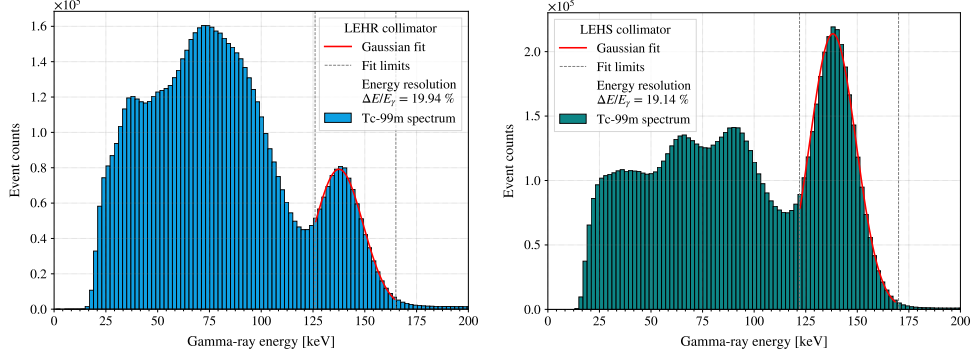 ×10⁵
LEHR collimator
Gaussian fit
Fit limits
Energy resolution
ΔE/Eγ = 19.94 %
Tc-99m spectrum
Event counts
1.6
1.4
1.2
1.0
0.8
0.6
0.4
0.2
0.0
0 25 50 75 100 125 150 175 200
Gamma-ray energy [keV]
×10⁵
LEHS collimator
Gaussian fit
Fit limits
Energy resolution
ΔE/Eγ = 19.14 %
Tc-99m spectrum
Event counts
2.0
1.5
1.0
0.5
0.0
0 25 50 75 100 125 150 175 200
Gamma-ray energy [keV]